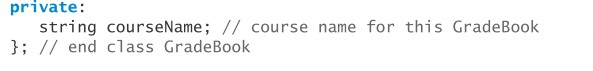 private:
   string courseName; // course name for this GradeBook
}; // end class GradeBook